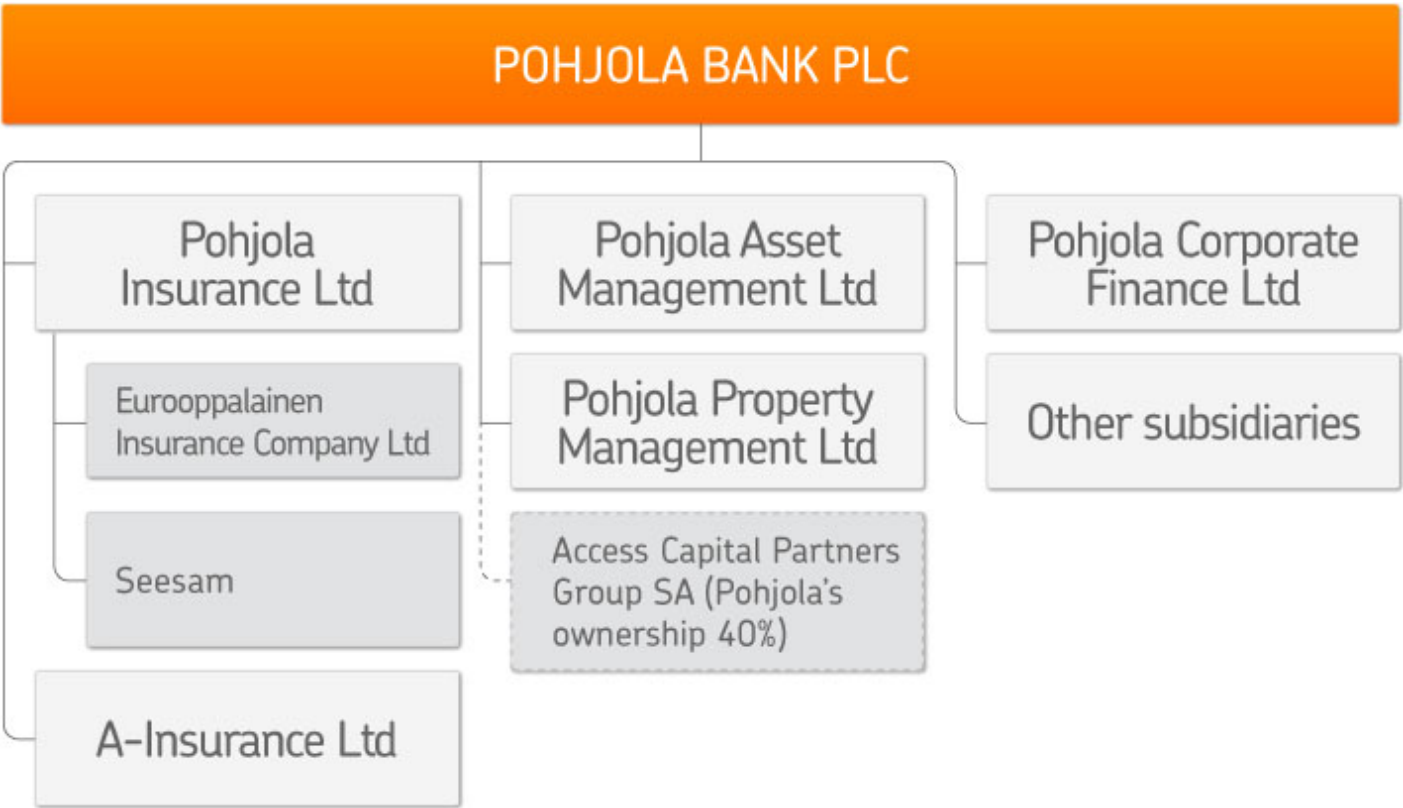 POHJOLA BANK PLC
Pohjola
Insurance Ltd
Eurooppalainen
Insurance Company Ltd
Seesam
A-Insurance Ltd
Pohjola Asset
Management Ltd
Pohjola Property
Management Ltd
Access Capital Partners
Group SA (Pohjola's
ownership 40%)
Pohjola Corporate
Finance Ltd
Other subsidiaries